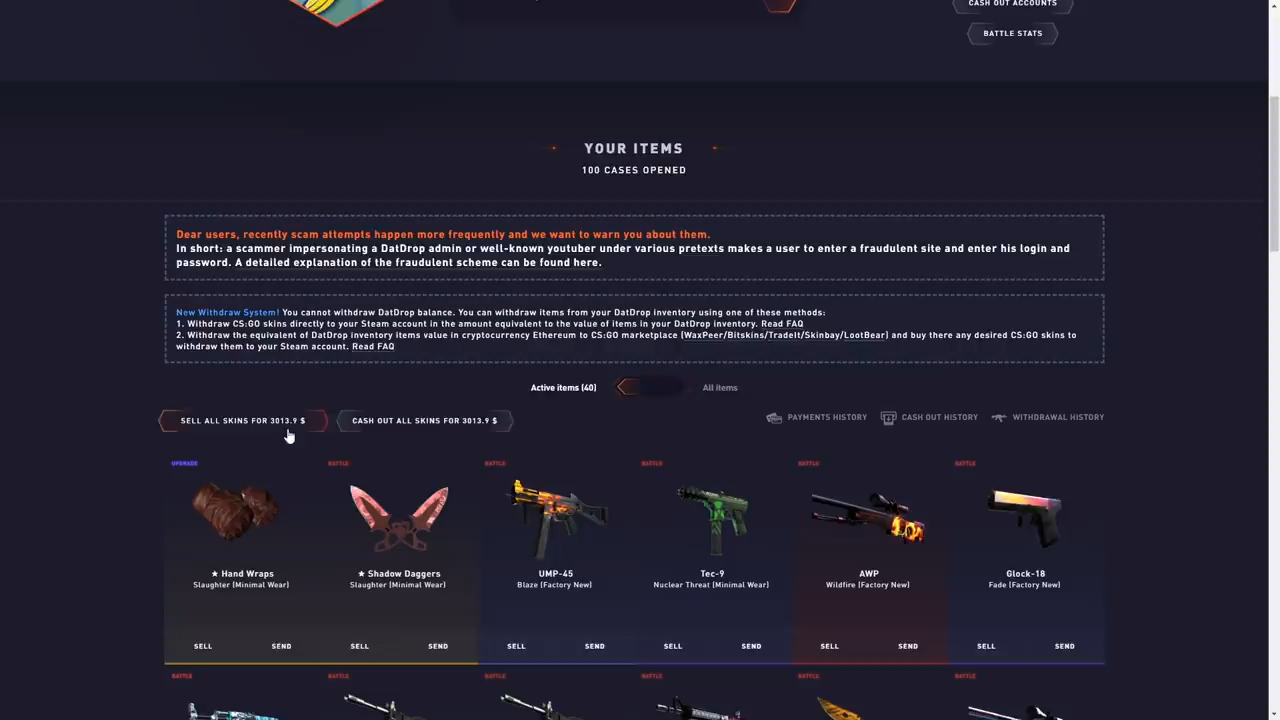 CASH OUT ACCOUNTS
BATTLE STATS
YOUR ITEMS
100 CASES OPENED
Dear users, recently scam attempts happen more frequently and we want to warn you about them.
In short: a scammer impersonating a DatDrop admin or well-known youtuber under various pretexts makes a user to enter a fraudulent site and enter his login and
password. A detailed explanation of the fraudulent scheme can be found here.
New Withdraw System! You cannot withdraw DatDrop balance. You can withdraw items from your DatDrop inventory using one of these methods:
1. Withdraw CS:GO skins directly to your Steam account in the amount equivalent to the value of items in your DatDrop inventory. Read FAQ
2. Withdraw the equivalent of DatDrop inventory items value in cryptocurrency Ethereum to CS:GO marketplace (WaxPeer/Bitskins/TradeIt/Skinbay/LootBear) and buy there any desired CS:GO skins to
withdraw them to your Steam account. Read FAQ
Active items (40) All items
SELL ALL SKINS FOR 3013.9 $ CASH OUT ALL SKINS FOR 3013.9 $ PAYMENTS HISTORY CASH OUT HISTORY WITHDRAWAL HISTORY
UPGRADE BATTLE BATTLE BATTLE BATTLE BATTLE
★ Hand Wraps ★ Shadow Daggers UMP-45 Tec-9 AWP Glock-18
Slaughter (Minimal Wear) Slaughter (Minimal Wear) Blaze (Factory New) Nuclear Threat (Minimal Wear) Wildfire (Factory New) Fade (Factory New)
SELL SEND SELL SEND SELL SEND SELL SEND SELL SEND SELL SEND
BATTLE BATTLE BATTLE BATTLE BATTLE BATTLE